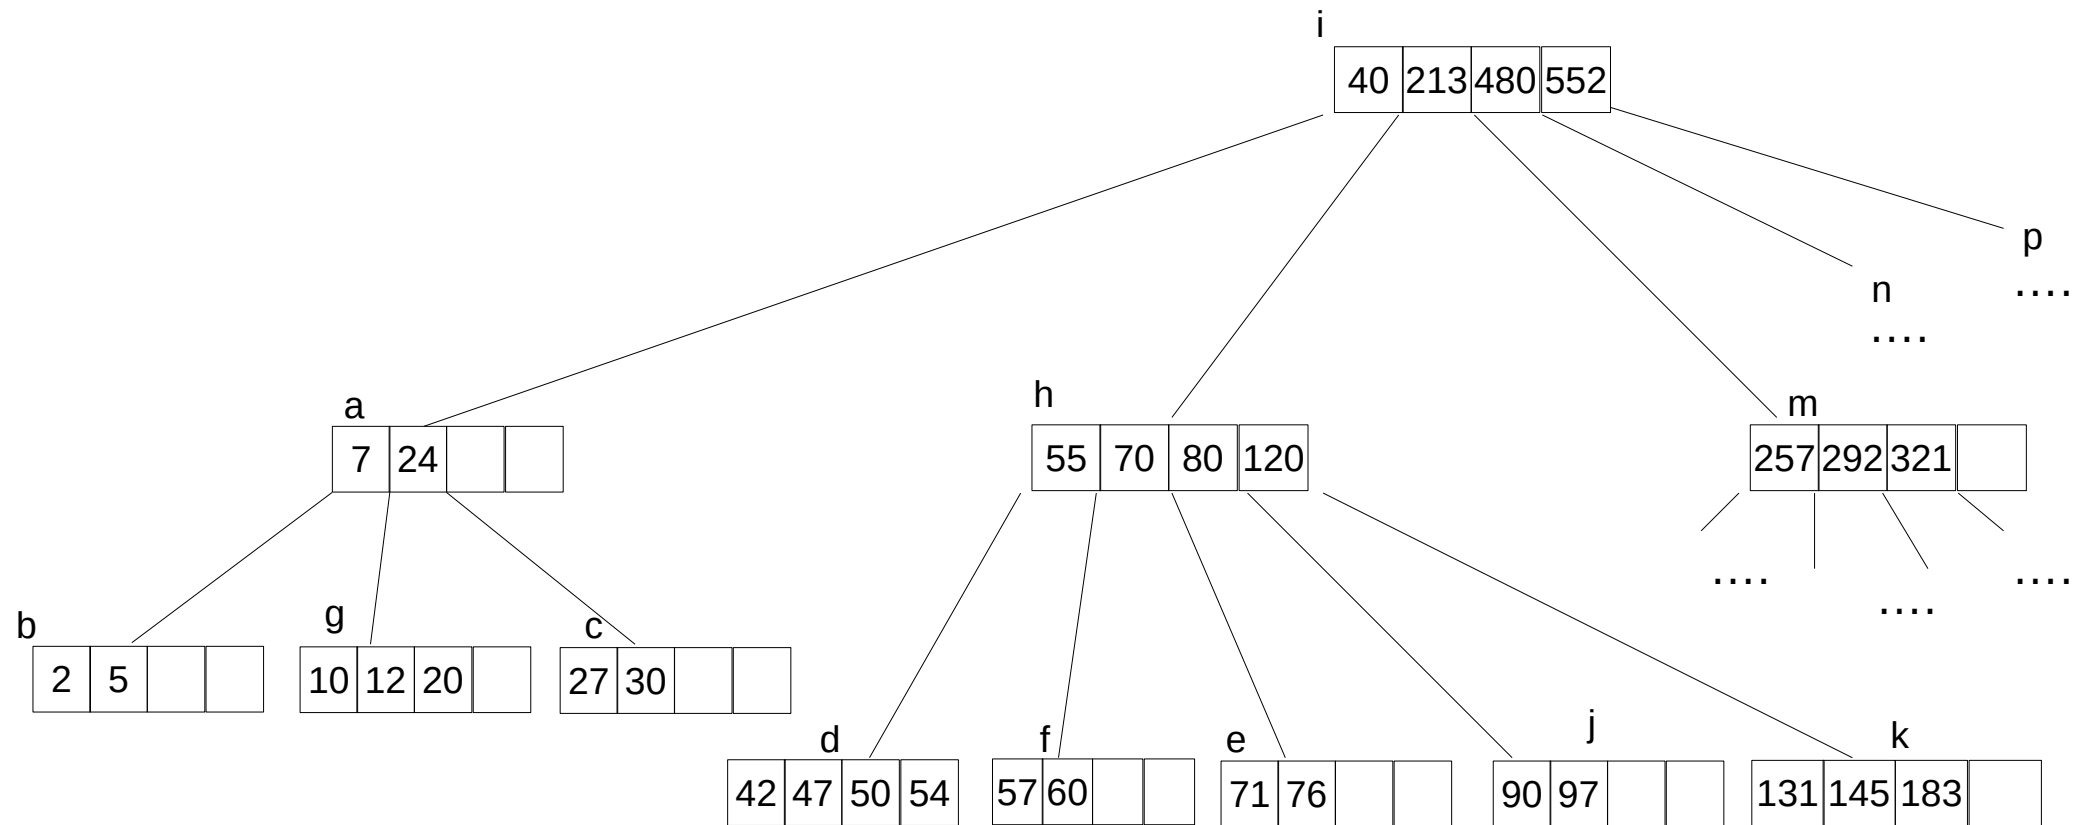 i
40 213 480 552
p
....
n
....
a
7 24
h
55 70 80 120
m
257 292 321
....
....
....
b
2 5
g
10 12 20
c
27 30
d
42 47 50 54
f
57 60
e
71 76
j
90 97
k
131 145 183